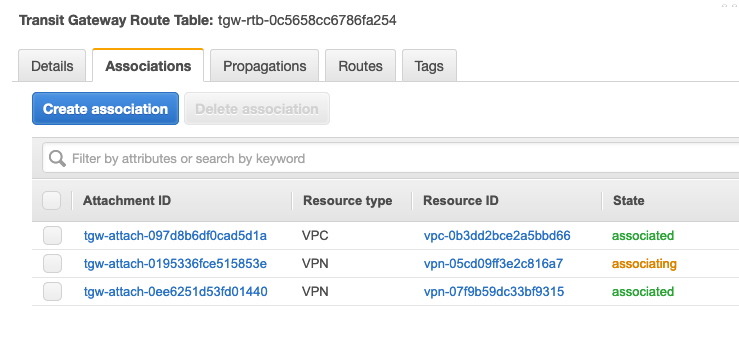 Transit Gateway Route Table: tgw-rtb-0c5658cc6786fa254
Details Associations Propagations Routes Tags
Create association Delete association
Filter by attributes or search by keyword
Attachment ID Resource type Resource ID State
tgw-attach-097d8b6df0cad5d1a VPC vpc-0b3dd2bce2a5bbd66 associated
tgw-attach-0195336fce515853e VPN vpn-05cd09ff3e2c816a7 associating
tgw-attach-0ee6251d53fd01440 VPN vpn-07f9b59dc33bf9315 associated